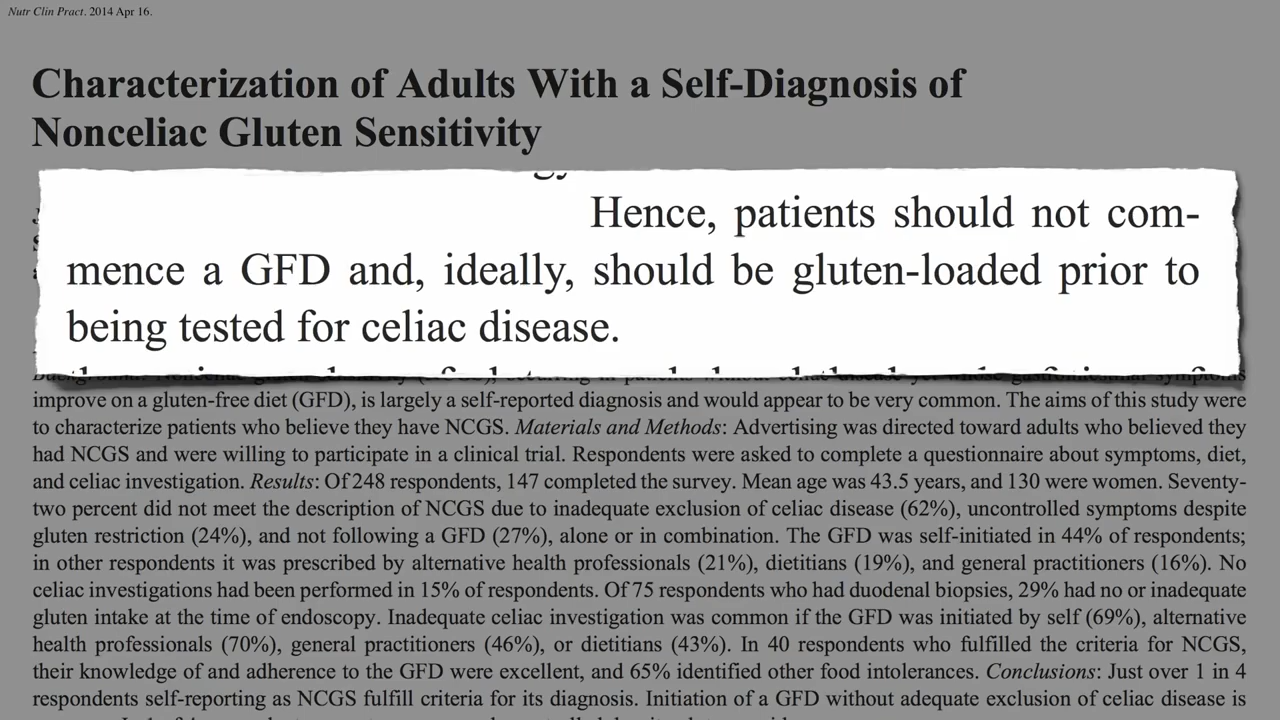 Nutr Clin Pract. 2014 Apr 16.
Characterization of Adults With a Self-Diagnosis of
Nonceliac Gluten Sensitivity
Hence, patients should not com-
mence a GFD and, ideally, should be gluten-loaded prior to
being tested for celiac disease.
improve on a gluten-free diet (GFD), is largely a self-reported diagnosis and would appear to be very common. The aims of this study were
to characterize patients who believe they have NCGS. Materials and Methods: Advertising was directed toward adults who believed they
had NCGS and were willing to participate in a clinical trial. Respondents were asked to complete a questionnaire about symptoms, diet,
and celiac investigation. Results: Of 248 respondents, 147 completed the survey. Mean age was 43.5 years, and 130 were women. Seventy-
two percent did not meet the description of NCGS due to inadequate exclusion of celiac disease (62%), uncontrolled symptoms despite
gluten restriction (24%), and not following a GFD (27%), alone or in combination. The GFD was self-initiated in 44% of respondents;
in other respondents it was prescribed by alternative health professionals (21%), dietitians (19%), and general practitioners (16%). No
celiac investigations had been performed in 15% of respondents. Of 75 respondents who had duodenal biopsies, 29% had no or inadequate
gluten intake at the time of endoscopy. Inadequate celiac investigation was common if the GFD was initiated by self (69%), alternative
health professionals (70%), general practitioners (46%), or dietitians (43%). In 40 respondents who fulfilled the criteria for NCGS,
their knowledge of and adherence to the GFD were excellent, and 65% identified other food intolerances. Conclusions: Just over 1 in 4
respondents self-reporting as NCGS fulfill criteria for its diagnosis. Initiation of a GFD without adequate exclusion of celiac disease is